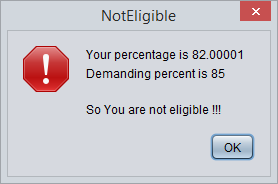 NotEligible
Your percentage is 82.00001
Demanding percent is 85
So You are not eligible !!!
OK